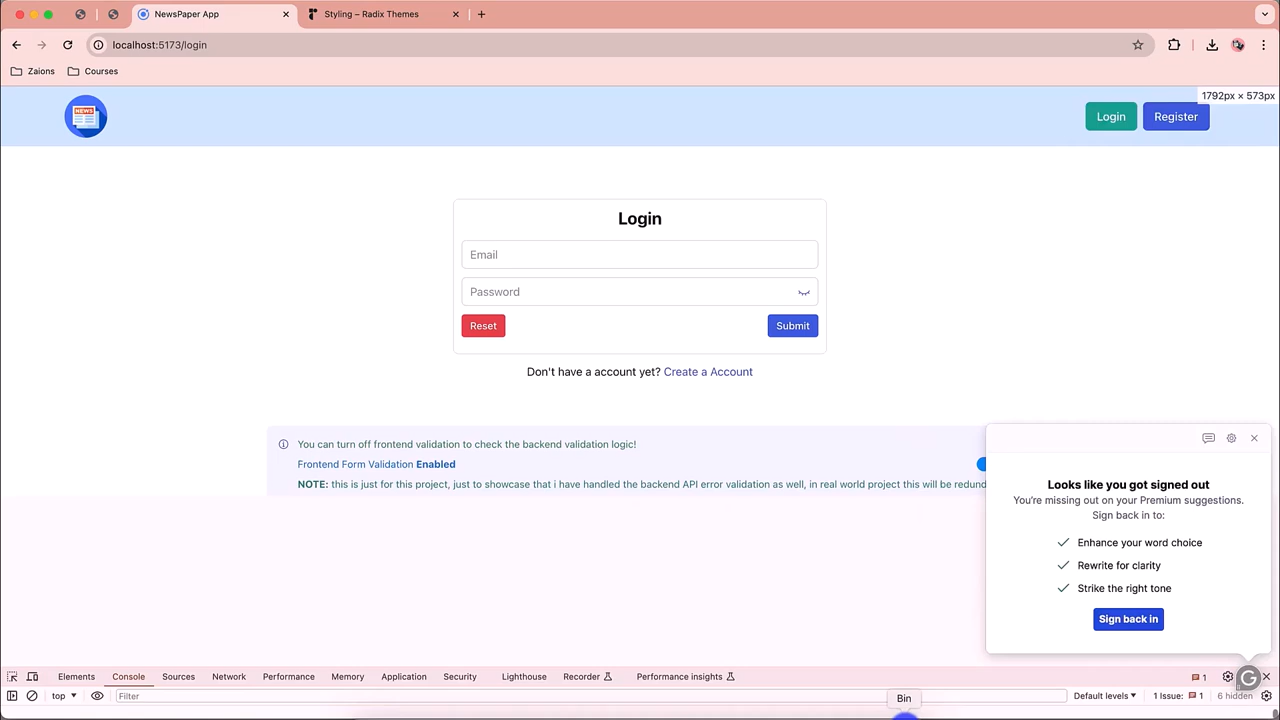 NewsPaper App
Styling – Radix Themes
localhost:5173/login
Zaions
Courses
1792px × 573px
NEWS
Login
Register
Login
Email
Password
Reset
Submit
Don't have a account yet? Create a Account
You can turn off frontend validation to check the backend validation logic!
Frontend Form Validation Enabled
NOTE: this is just for this project, just to showcase that i have handled the backend API error validation as well, in real world project this will be redund
Looks like you got signed out
You're missing out on your Premium suggestions.
Sign back in to:
Enhance your word choice
Rewrite for clarity
Strike the right tone
Sign back in
Elements
Console
Sources
Network
Performance
Memory
Application
Security
Lighthouse
Recorder
Performance insights
1
top
Filter
Default levels
1 Issue:
1
6 hidden
Bin